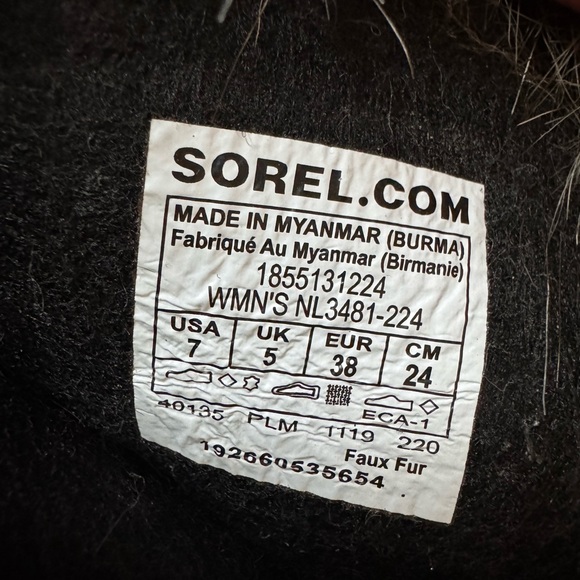 SOREL.COM
MADE IN MYANMAR (BURMA)
Fabriqué Au Myanmar (Birmanie)
1855131224
WMN'S NL3481-224
USA UK EUR CM
7 5 38 24
ECA-1
40135 PLM 1119 220
Faux Fur
192660535654